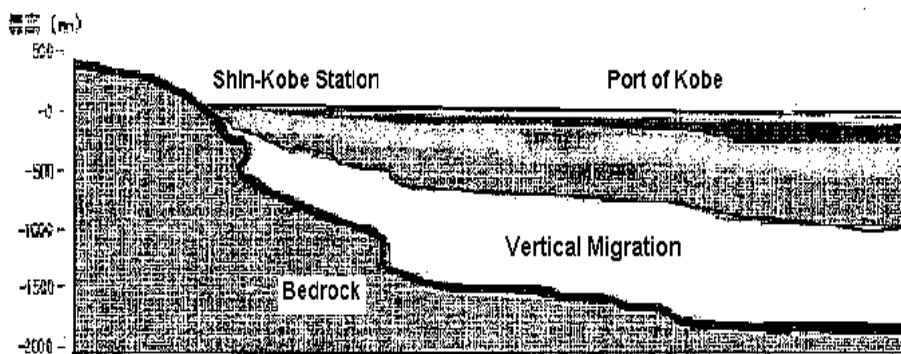 標高 (m)
500
Shin-Kobe Station
Port of Kobe
-0
-500
-1000
Vertical Migration
-1500
Bedrock
-2000